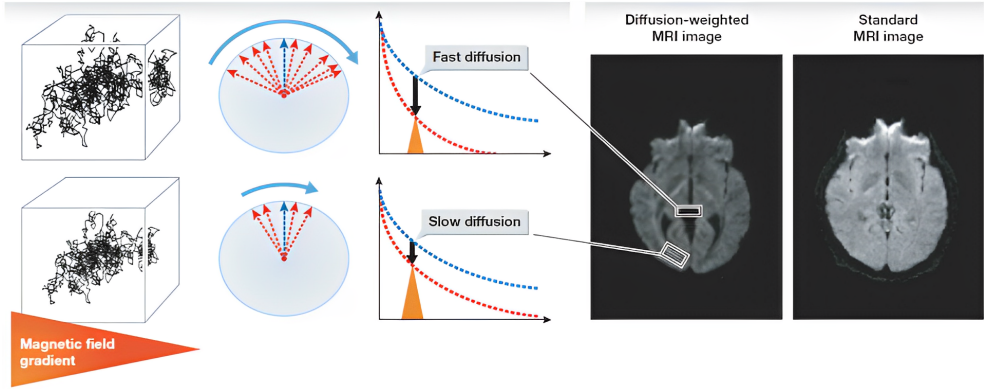 Diffusion-weighted
MRI image
Standard
MRI image
Fast diffusion
Slow diffusion
Magnetic field
gradient